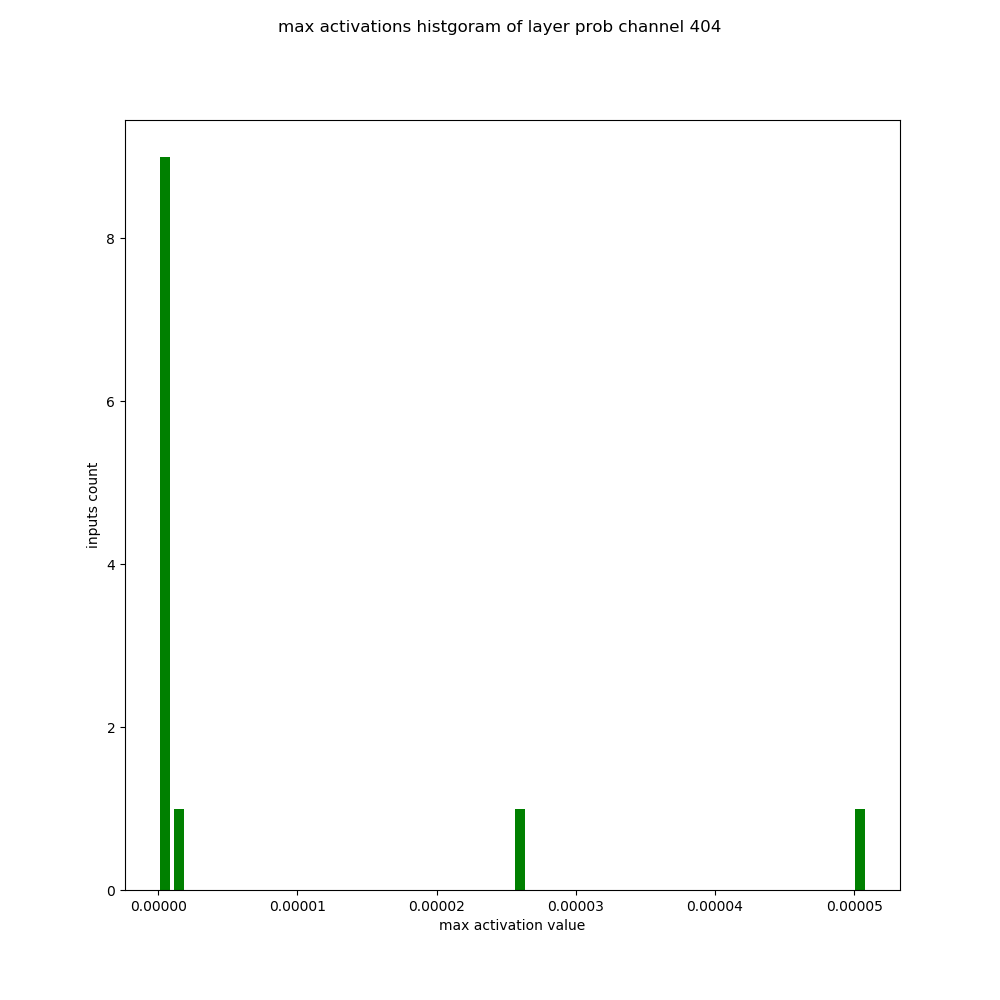 max activations histgoram of layer prob channel 404
8
6
4
2
0
inputs count
0.00000 0.00001 0.00002 0.00003 0.00004 0.00005
max activation value